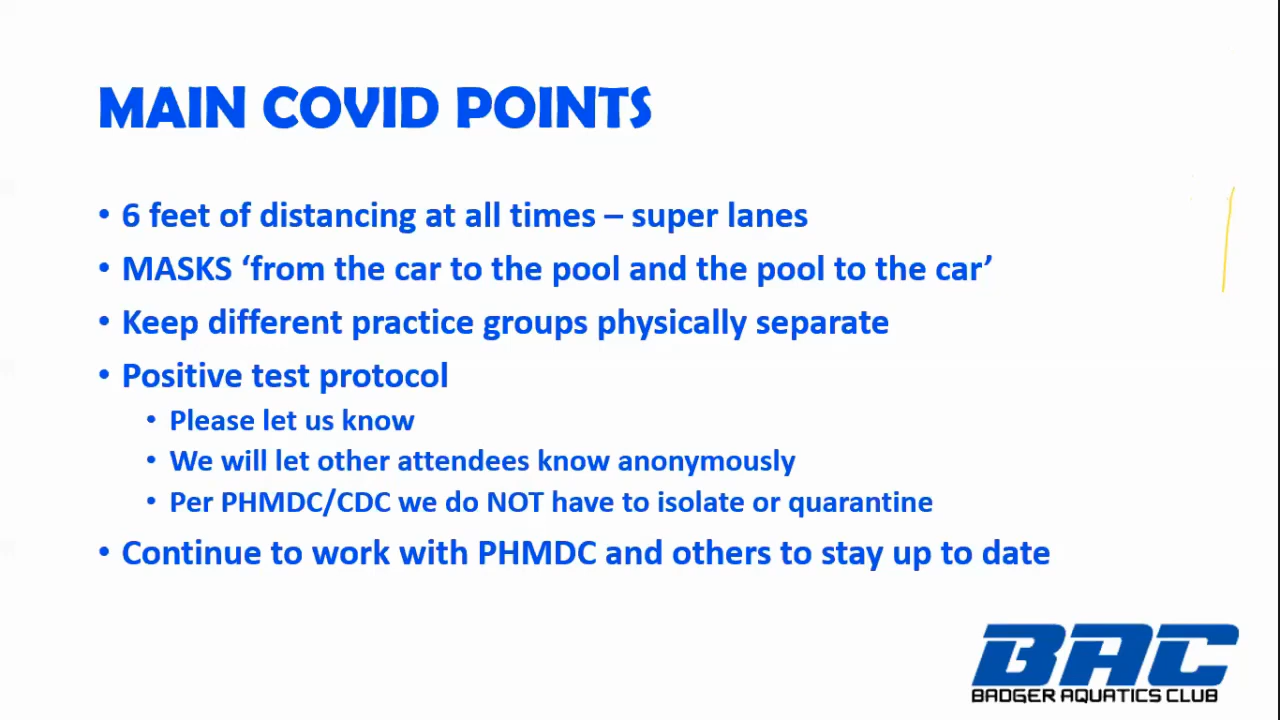 MAIN COVID POINTS
• 6 feet of distancing at all times – super lanes
• MASKS ‘from the car to the pool and the pool to the car’
• Keep different practice groups physically separate
• Positive test protocol
• Please let us know
• We will let other attendees know anonymously
• Per PHMDC/CDC we do NOT have to isolate or quarantine
• Continue to work with PHMDC and others to stay up to date
BAC
BADGER AQUATICS CLUB